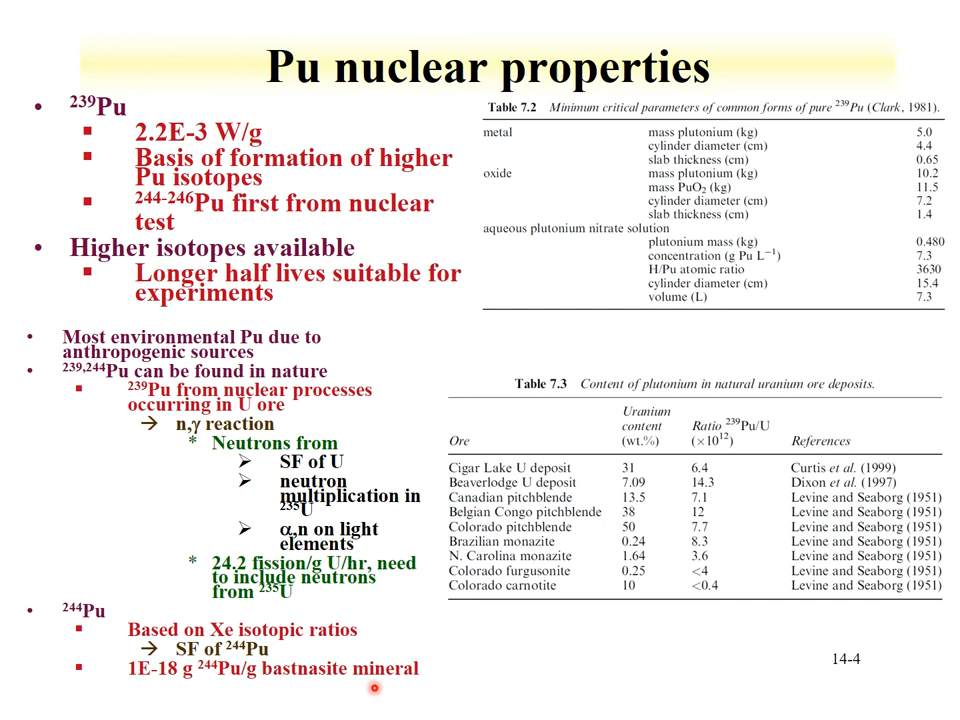 Pu nuclear properties
• ²³⁹Pu
▪ 2.2E-3 W/g
▪ Basis of formation of higher
Pu isotopes
▪ ²⁴⁴⁻²⁴⁶Pu first from nuclear
test
• Higher isotopes available
▪ Longer half lives suitable for
experiments
• Most environmental Pu due to
anthropogenic sources
• ²³⁹,²⁴⁴Pu can be found in nature
▪ ²³⁹Pu from nuclear processes
occurring in U ore
→ n,γ reaction
* Neutrons from
➢ SF of U
➢ neutron
multiplication in
²³⁵U
➢ α,n on light
elements
* 24.2 fission/g U/hr, need
to include neutrons
from ²³⁵U
• ²⁴⁴Pu
▪ Based on Xe isotopic ratios
→ SF of ²⁴⁴Pu
▪ 1E-18 g ²⁴⁴Pu/g bastnasite mineral
Table 7.2 Minimum critical parameters of common forms of pure ²³⁹Pu (Clark, 1981).
metal mass plutonium (kg) 5.0
cylinder diameter (cm) 4.4
slab thickness (cm) 0.65
oxide mass plutonium (kg) 10.2
mass PuO₂ (kg) 11.5
cylinder diameter (cm) 7.2
slab thickness (cm) 1.4
aqueous plutonium nitrate solution
plutonium mass (kg) 0.480
concentration (g Pu L⁻¹) 7.3
H/Pu atomic ratio 3630
cylinder diameter (cm) 15.4
volume (L) 7.3
Table 7.3 Content of plutonium in natural uranium ore deposits.
Uranium
content Ratio ²³⁹Pu/U
Ore (wt.%) (×10¹²) References
Cigar Lake U deposit 31 6.4 Curtis et al. (1999)
Beaverlodge U deposit 7.09 14.3 Dixon et al. (1997)
Canadian pitchblende 13.5 7.1 Levine and Seaborg (1951)
Belgian Congo pitchblende 38 12 Levine and Seaborg (1951)
Colorado pitchblende 50 7.7 Levine and Seaborg (1951)
Brazilian monazite 0.24 8.3 Levine and Seaborg (1951)
N. Carolina monazite 1.64 3.6 Levine and Seaborg (1951)
Colorado furgusonite 0.25 <4 Levine and Seaborg (1951)
Colorado carnotite 10 <0.4 Levine and Seaborg (1951)
14-4